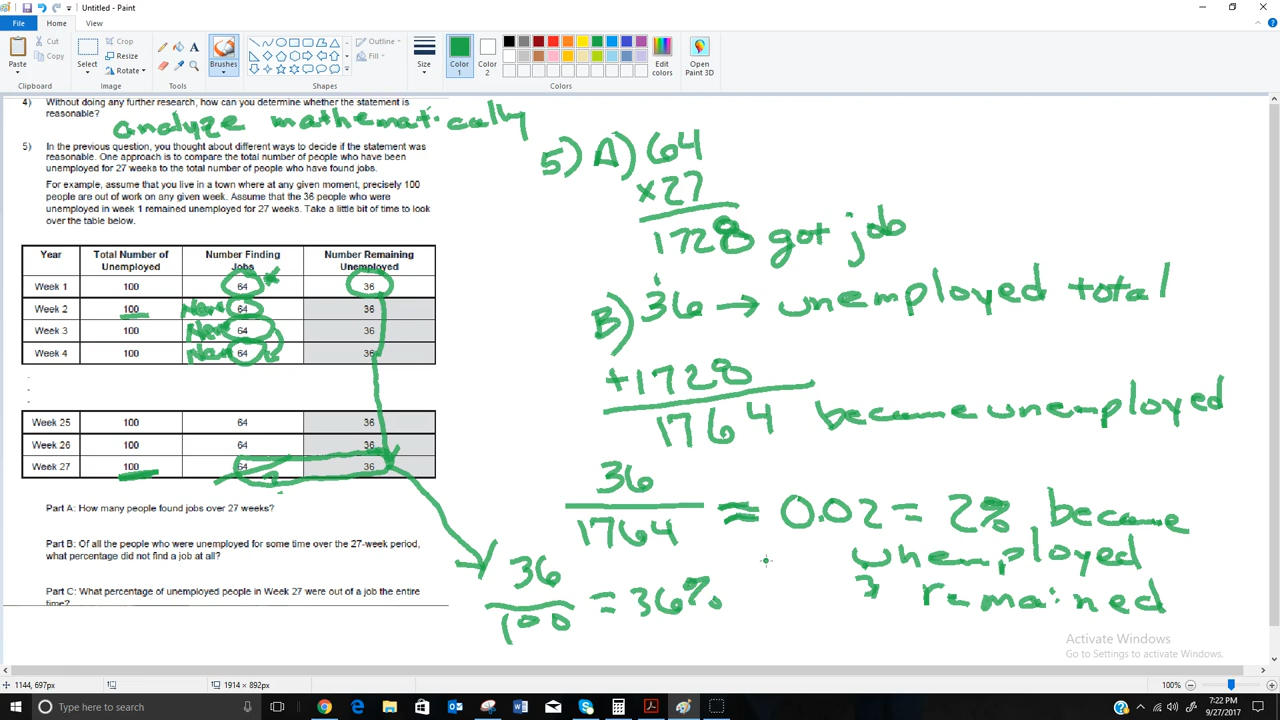 Untitled - Paint
File Home View
Paste Cut Copy Clipboard
Select Crop Resize Rotate Image
Tools
Brushes
Outline Fill Shapes
Size
Color 1 Color 2 Edit colors Colors
Open Paint 3D
4) Without doing any further research, how can you determine whether the statement is
reasonable?
analyze mathematically
5) In the previous question, you thought about different ways to decide if the statement was
reasonable. One approach is to compare the total number of people who have been
unemployed for 27 weeks to the total number of people who have found jobs.
For example, assume that you live in a town where at any given moment, precisely 100
people are out of work on any given week. Assume that the 36 people who were
unemployed in week 1 remained unemployed for 27 weeks. Take a little bit of time to look
over the table below.
Year Total Number of Unemployed Number Finding Jobs Number Remaining Unemployed
Week 1 100 64 36
Week 2 100 New 64 36
Week 3 100 New 64 36
Week 4 100 New 64 36
Week 25 100 64 36
Week 26 100 64 36
Week 27 100 64 36
Part A: How many people found jobs over 27 weeks?
Part B: Of all the people who were unemployed for some time over the 27-week period,
what percentage did not find a job at all?
Part C: What percentage of unemployed people in Week 27 were out of a job the entire
time?
5) A) 64
×27
1728 got job
B) 36 → unemployed total
+1728
1764 became unemployed
36
1764 ≈ 0.02 = 2% became
unemployed
remained
36
100 = 36%
Activate Windows
Go to Settings to activate Windows.
1144, 697px 1914 × 892px 100%
Type here to search
7:22 PM
9/27/2017